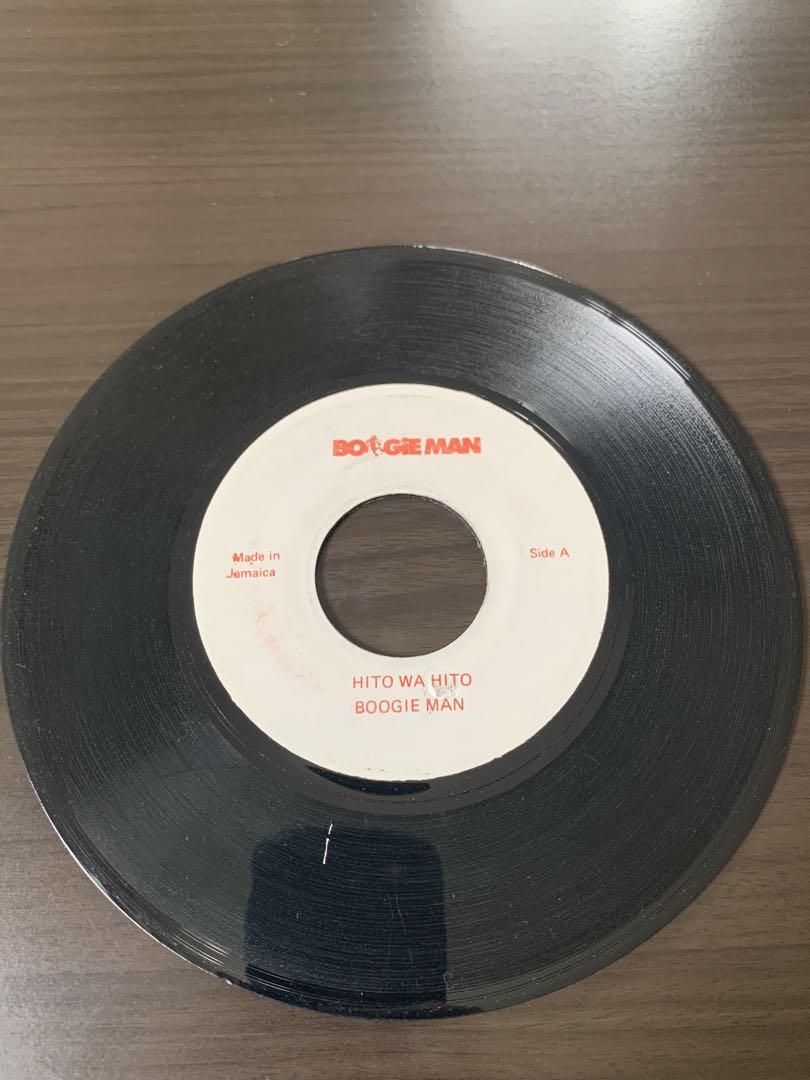 BOOGIE MAN
Made in
Jamaica
Side A
HITO WA HITO
BOOGIE MAN